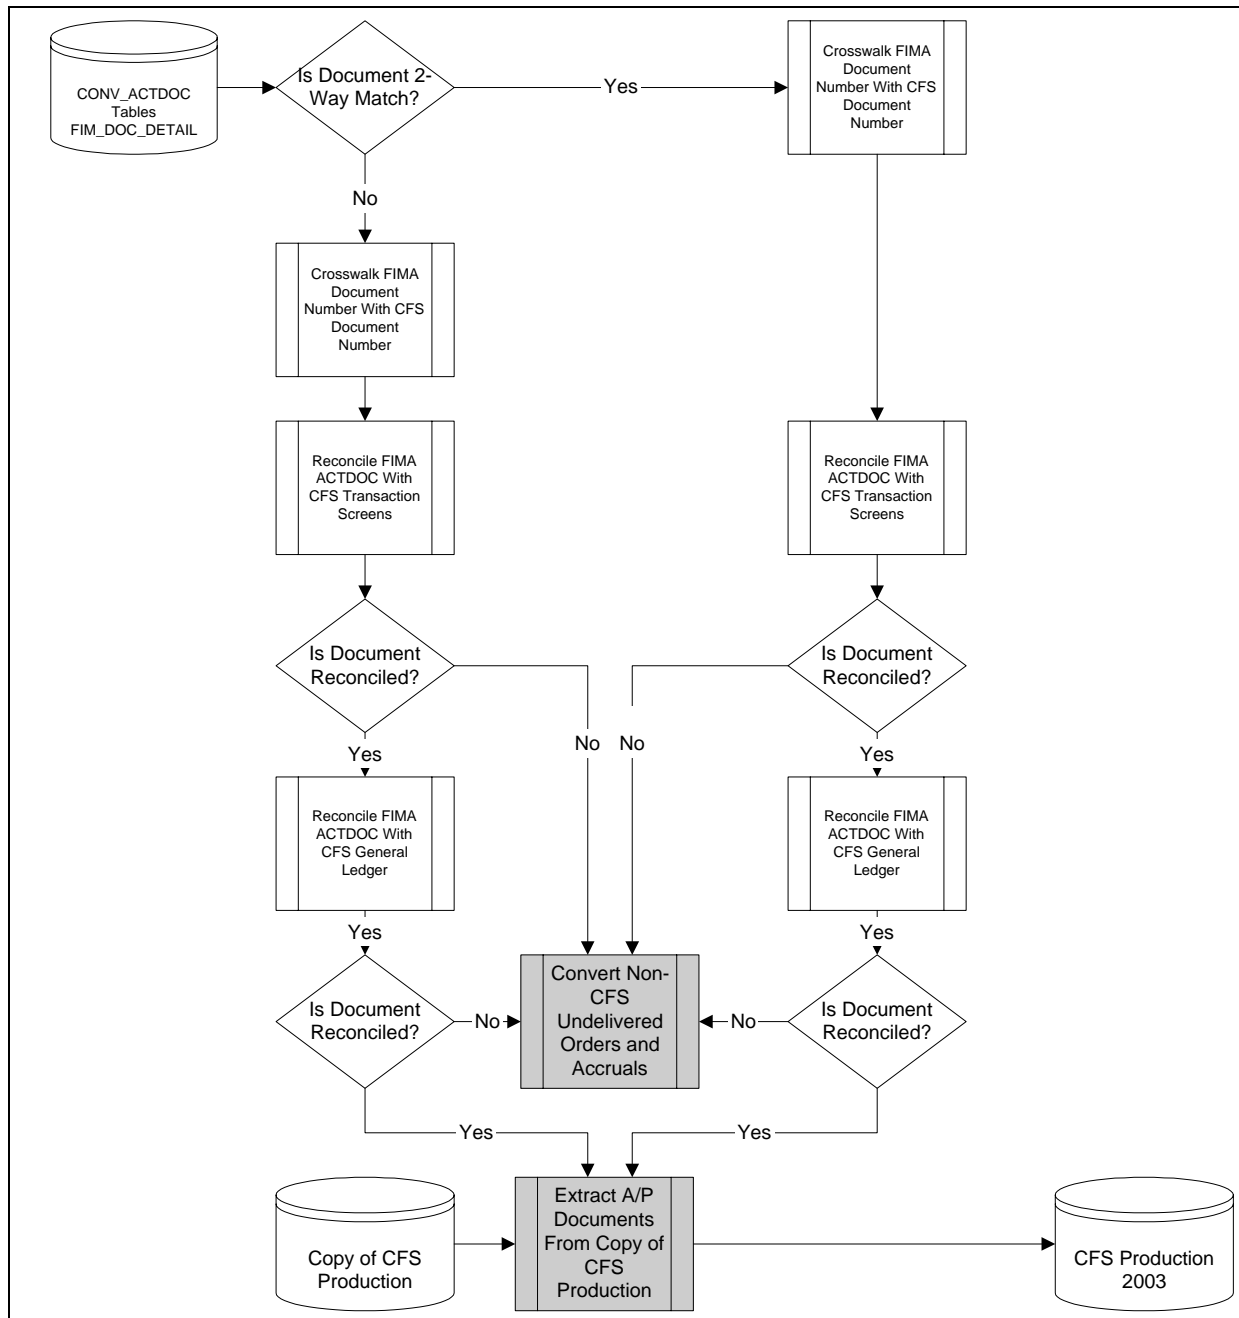 CONV_ACTDOC
Tables
FIM_DOC_DETAIL
Is Document 2-
Way Match?
Yes
Crosswalk FIMA
Document
Number With CFS
Document
Number
No
Crosswalk FIMA
Document
Number With CFS
Document
Number
Reconcile FIMA
ACTDOC With
CFS Transaction
Screens
Reconcile FIMA
ACTDOC With
CFS Transaction
Screens
Is Document
Reconciled?
Is Document
Reconciled?
No
No
Yes
Yes
Reconcile FIMA
ACTDOC With
CFS General
Ledger
Reconcile FIMA
ACTDOC With
CFS General
Ledger
Yes
Yes
Is Document
Reconciled?
No
Convert Non-
CFS
Undelivered
Orders and
Accruals
No
Is Document
Reconciled?
Yes
Yes
Copy of CFS
Production
Extract A/P
Documents
From Copy of
CFS
Production
CFS Production
2003